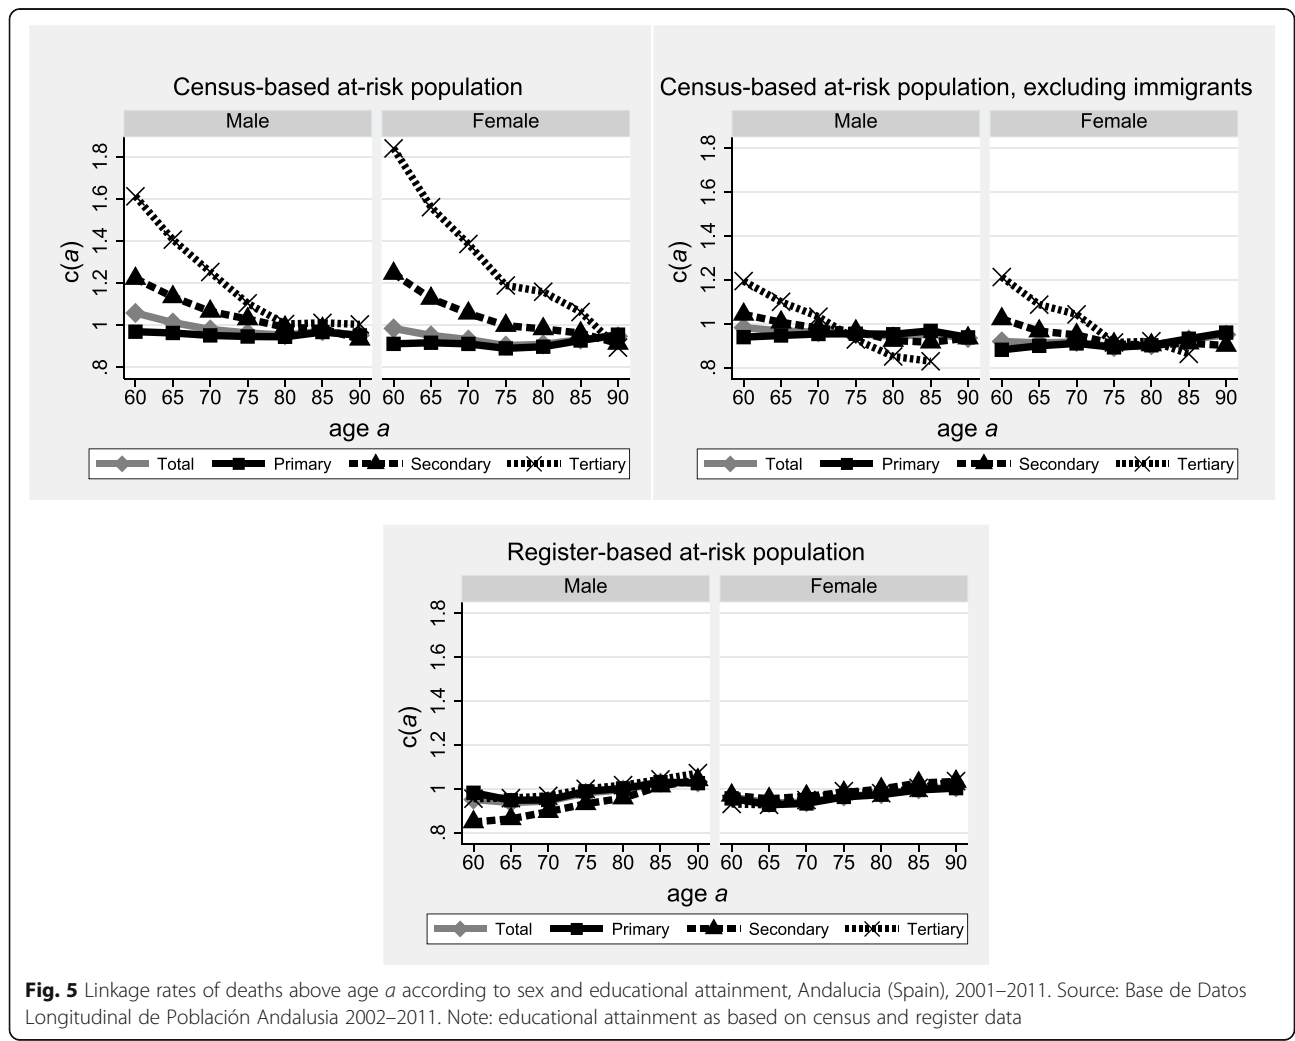 Census-based at-risk population
Male Female
c(a)
1.8
1.6
1.4
1.2
1
.8
60 65 70 75 80 85 90 60 65 70 75 80 85 90
age a
Total Primary Secondary Tertiary
Census-based at-risk population, excluding immigrants
Male Female
c(a)
1.8
1.6
1.4
1.2
1
.8
60 65 70 75 80 85 90 60 65 70 75 80 85 90
age a
Total Primary Secondary Tertiary
Register-based at-risk population
Male Female
c(a)
1.8
1.6
1.4
1.2
1
.8
60 65 70 75 80 85 90 60 65 70 75 80 85 90
age a
Total Primary Secondary Tertiary
Fig. 5 Linkage rates of deaths above age a according to sex and educational attainment, Andalucia (Spain), 2001–2011. Source: Base de Datos
Longitudinal de Población Andalusia 2002–2011. Note: educational attainment as based on census and register data